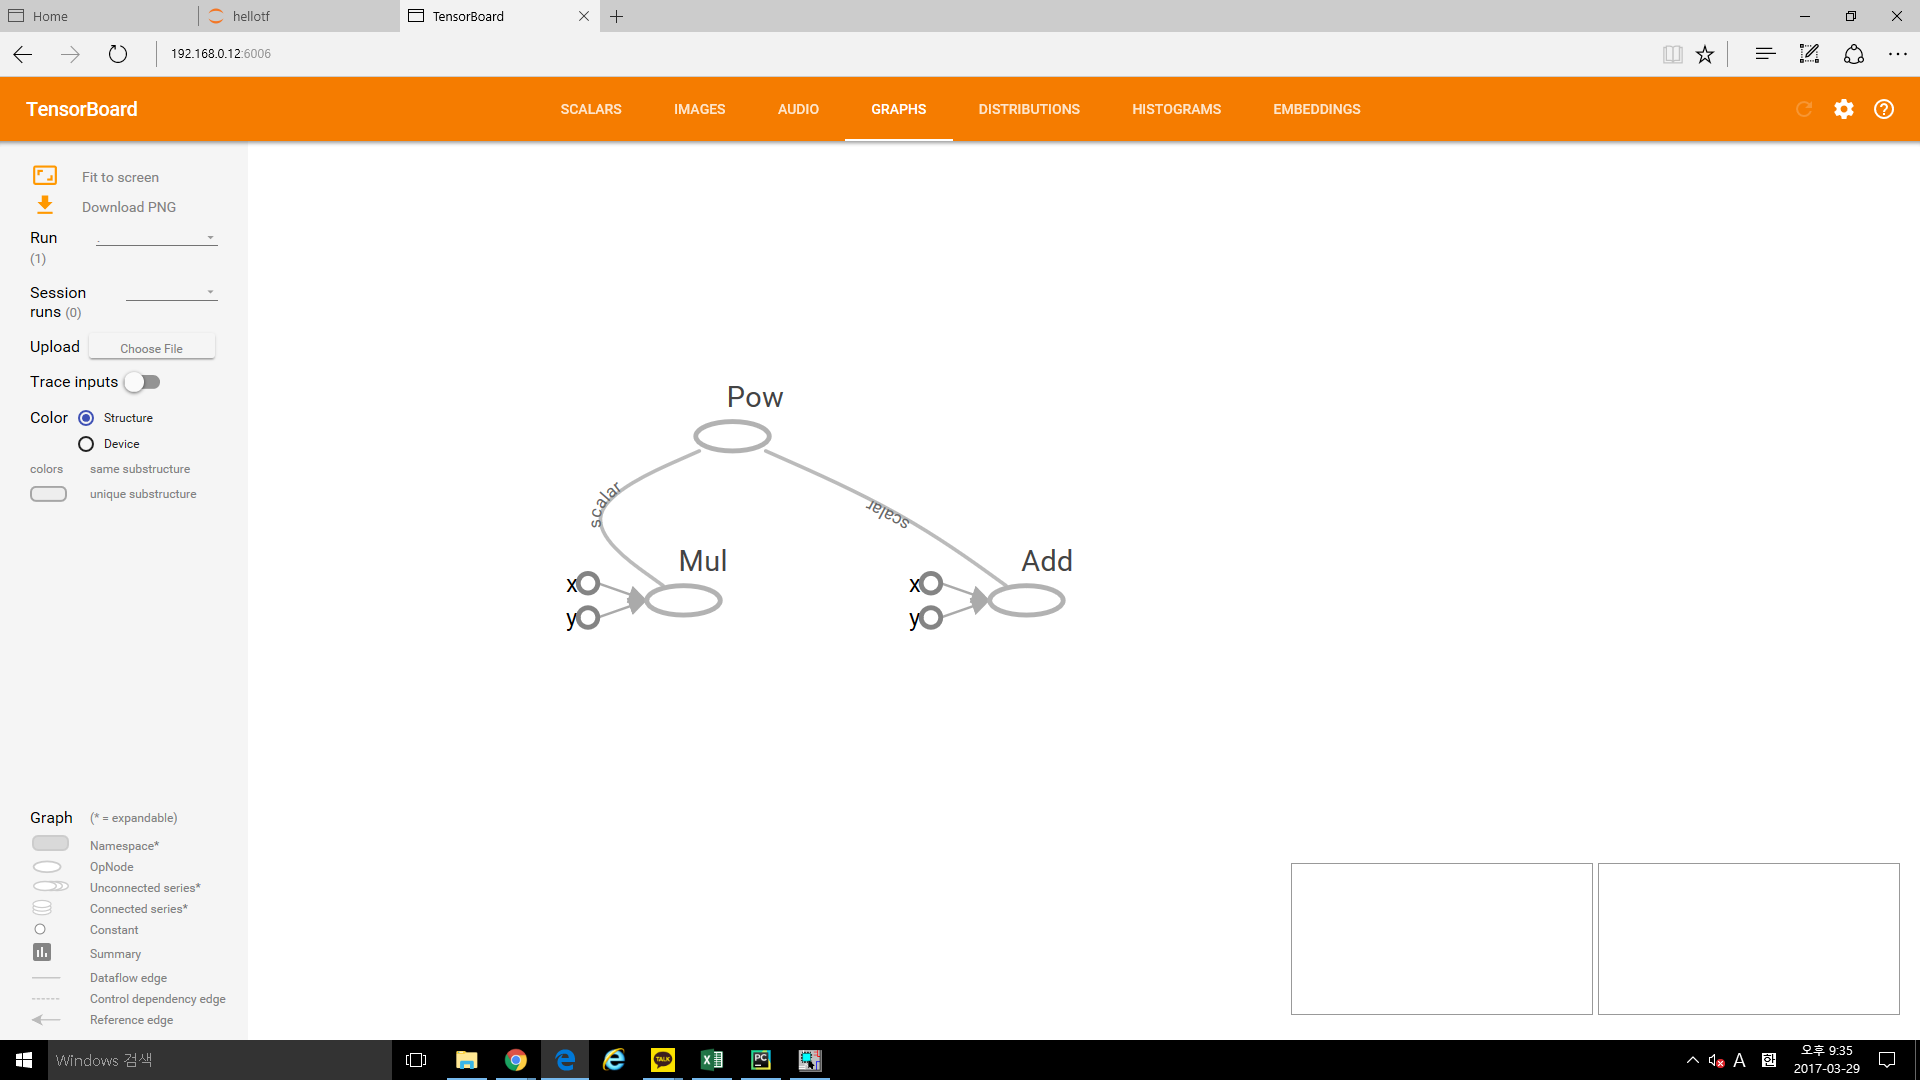 Home
hellotf
TensorBoard
192.168.0.12:6006
TensorBoard
SCALARS
IMAGES
AUDIO
GRAPHS
DISTRIBUTIONS
HISTOGRAMS
EMBEDDINGS
Fit to screen
Download PNG
Run
(1)
.
Session
runs (0)
Upload
Choose File
Trace inputs
Color
Structure
Device
colors same substructure
unique substructure
Pow
scalar
scalar
Mul
x
y
Add
x
y
Graph (* = expandable)
Namespace*
OpNode
Unconnected series*
Connected series*
Constant
Summary
Dataflow edge
Control dependency edge
Reference edge
Windows 검색
TALK
PC
A
한
오후 9:35
2017-03-29